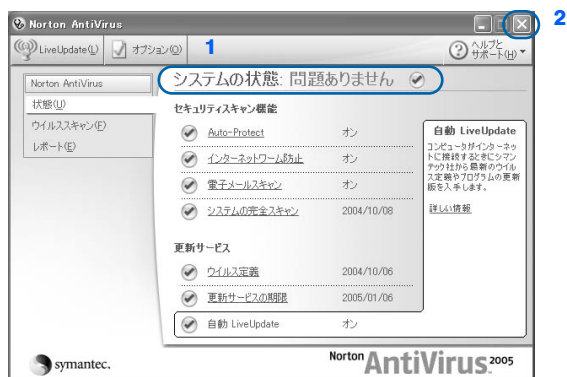 Norton AntiVirus
2
LiveUpdate(L) オプション(O) 1 ヘルプとサポート(H)
Norton AntiVirus
状態(U)
ウイルススキャン(F)
レポート(E)
システムの状態: 問題ありません
セキュリティスキャン機能
Auto-Protect オン
インターネットワーム防止 オン
電子メールスキャン オン
システムの完全スキャン 2004/10/08
更新サービス
ウイルス定義 2004/10/06
更新サービスの期限 2005/01/06
自動 LiveUpdate オン
自動 LiveUpdate
コンピュータがインターネッ
トに接続するときにシマン
テック社から最新のウイル
ス定義やプログラムの更新
版を入手します。
詳しい情報
symantec.
Norton AntiVirus 2005